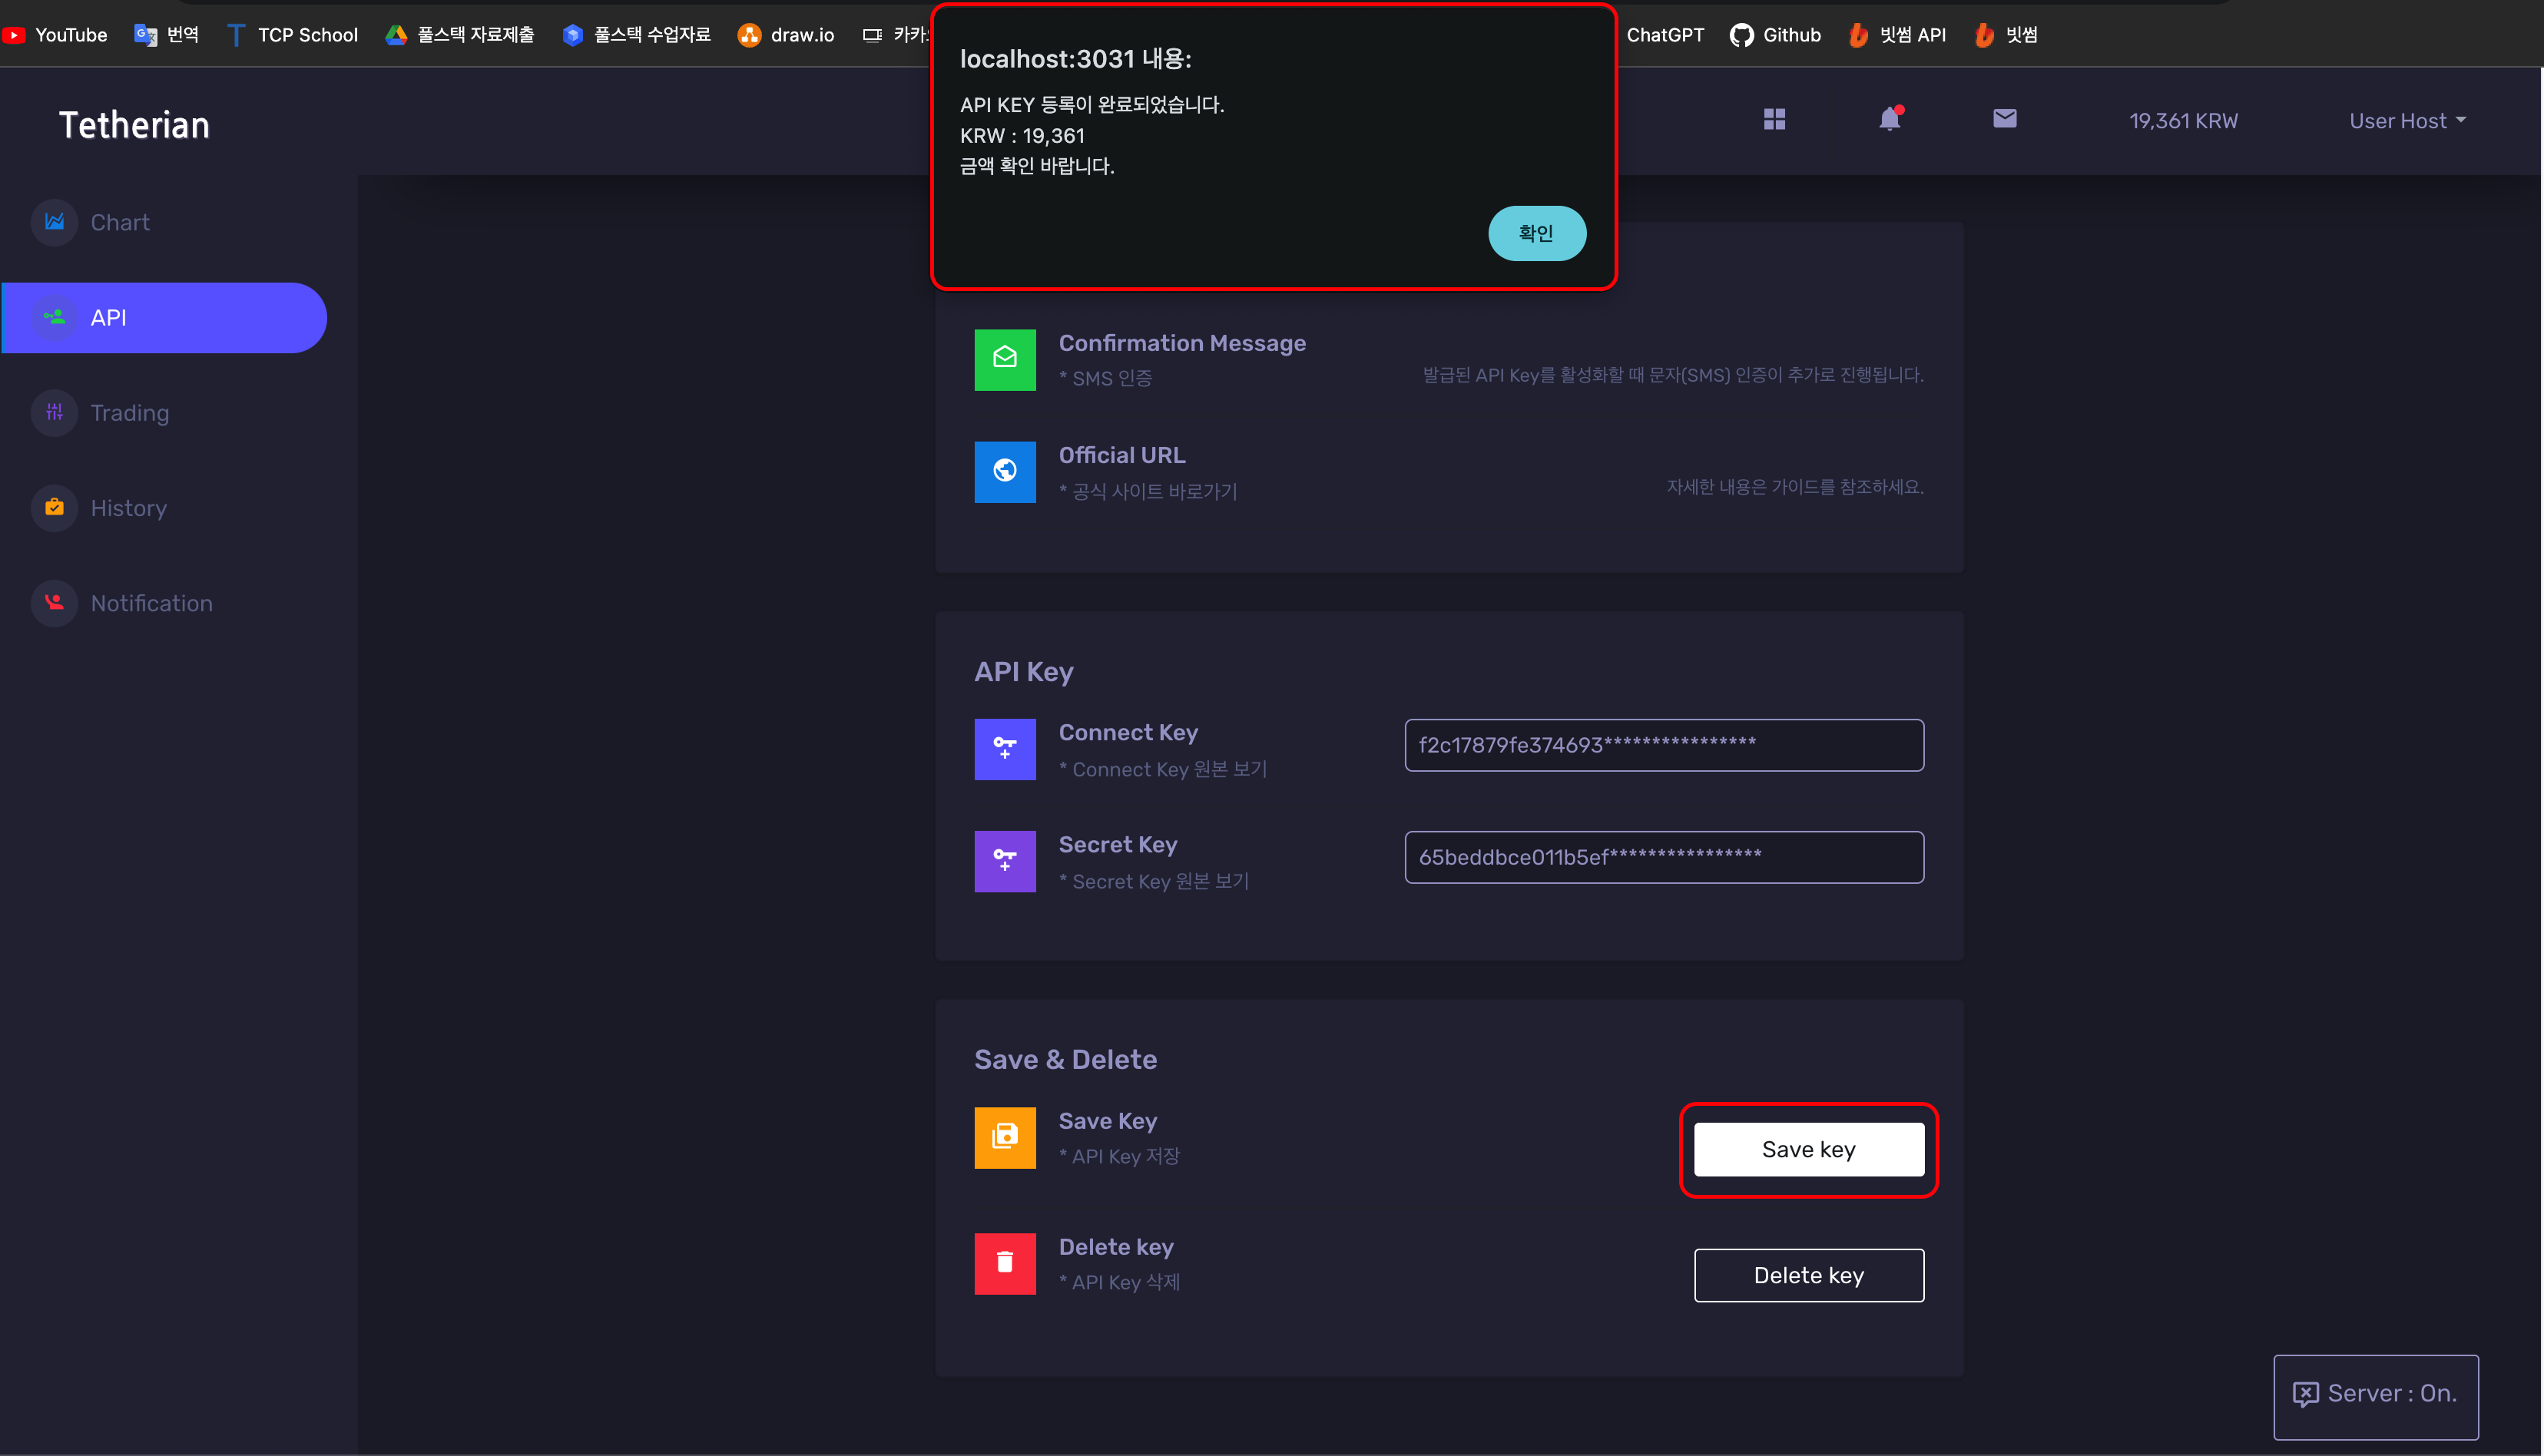 YouTube 번역 TCP School 풀스택 자료제출 풀스택 수업자료 draw.io ChatGPT Github 빗썸 API 빗썸
localhost:3031 내용:
API KEY 등록이 완료되었습니다.
KRW : 19,361
금액 확인 바랍니다.
확인
Tetherian
19,361 KRW
User Host
Chart
API
Trading
History
Notification
Confirmation Message
* SMS 인증
발급된 API Key를 활성화할 때 문자(SMS) 인증이 추가로 진행됩니다.
Official URL
* 공식 사이트 바로가기
자세한 내용은 가이드를 참조하세요.
API Key
Connect Key
* Connect Key 원본 보기
f2c17879fe374693****************
Secret Key
* Secret Key 원본 보기
65beddbce011b5ef****************
Save & Delete
Save Key
* API Key 저장
Save key
Delete key
* API Key 삭제
Delete key
Server : On.